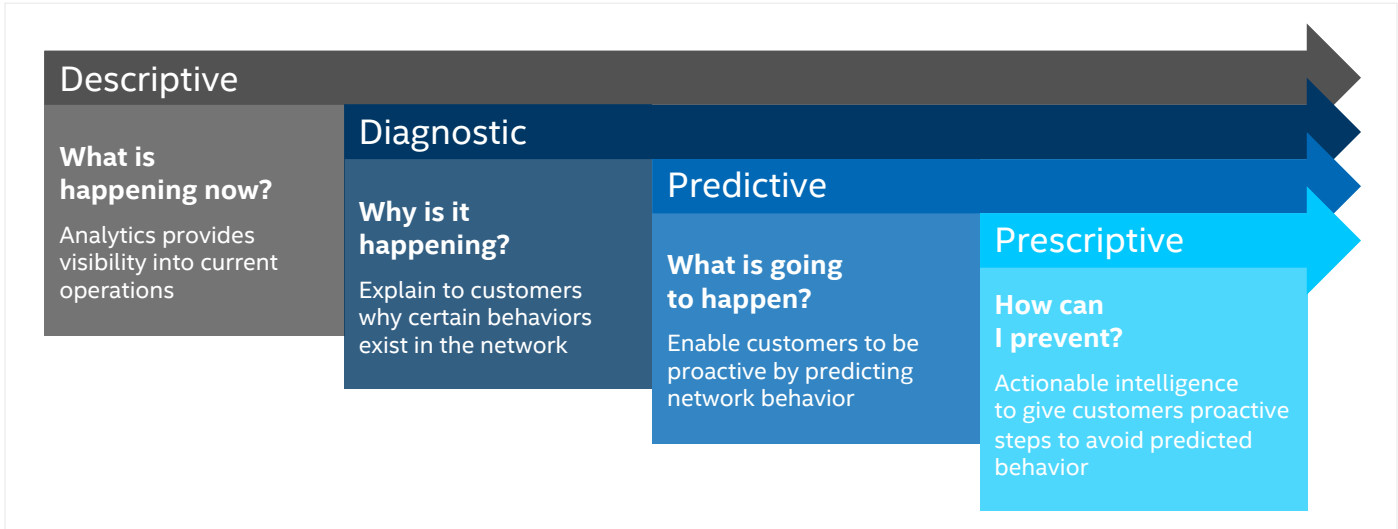 Descriptive
What is
happening now?
Analytics provides
visibility into current
operations
Diagnostic
Why is it
happening?
Explain to customers
why certain behaviors
exist in the network
Predictive
What is going
to happen?
Enable customers to be
proactive by predicting
network behavior
Prescriptive
How can
I prevent?
Actionable intelligence
to give customers proactive
steps to avoid predicted
behavior